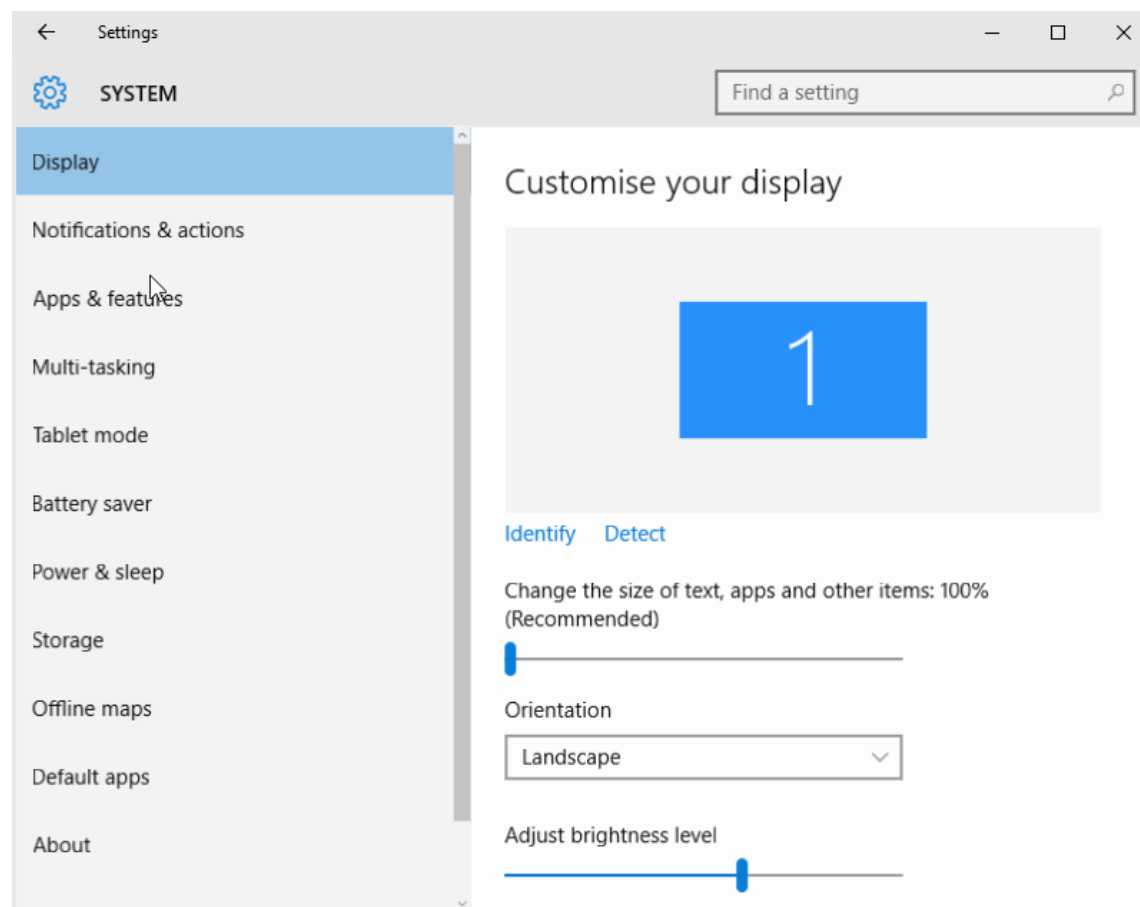 Settings
SYSTEM
Find a setting
Display
Notifications & actions
Apps & features
Multi-tasking
Tablet mode
Battery saver
Power & sleep
Storage
Offline maps
Default apps
About
Customise your display
1
Identify Detect
Change the size of text, apps and other items: 100%
(Recommended)
Orientation
Landscape
Adjust brightness level